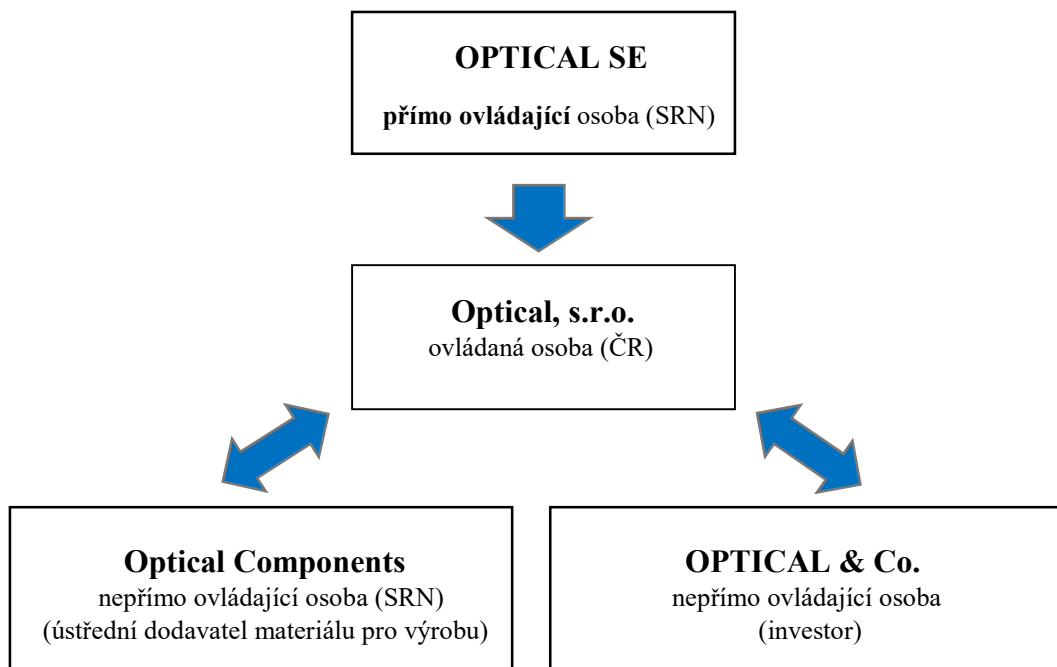 OPTICAL SE
přímo ovládající osoba (SRN)
Optical, s.r.o.
ovládaná osoba (ČR)
Optical Components
nepřímo ovládající osoba (SRN)
(ústřední dodavatel materiálu pro výrobu)
OPTICAL & Co.
nepřímo ovládající osoba
(investor)